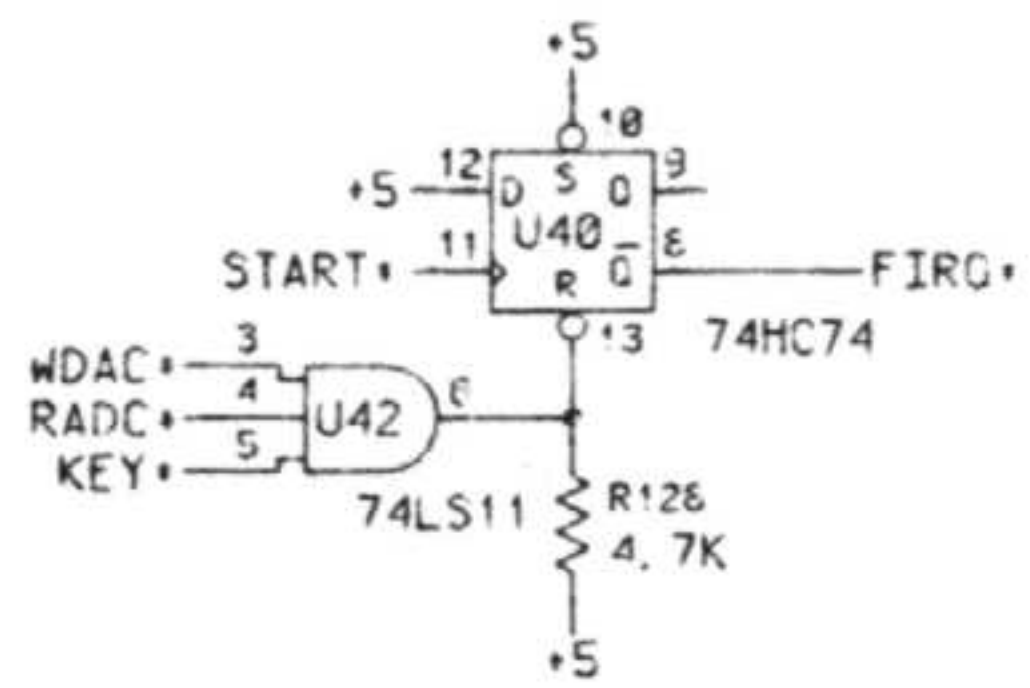 +5
10
12 S 9
+5 D Q
U40
11 8
START* R Q FIRQ*
13 74HC74
3
WDAC*
4 6
RADC* U42
5
KEY*
74LS11 R128
4.7K
+5